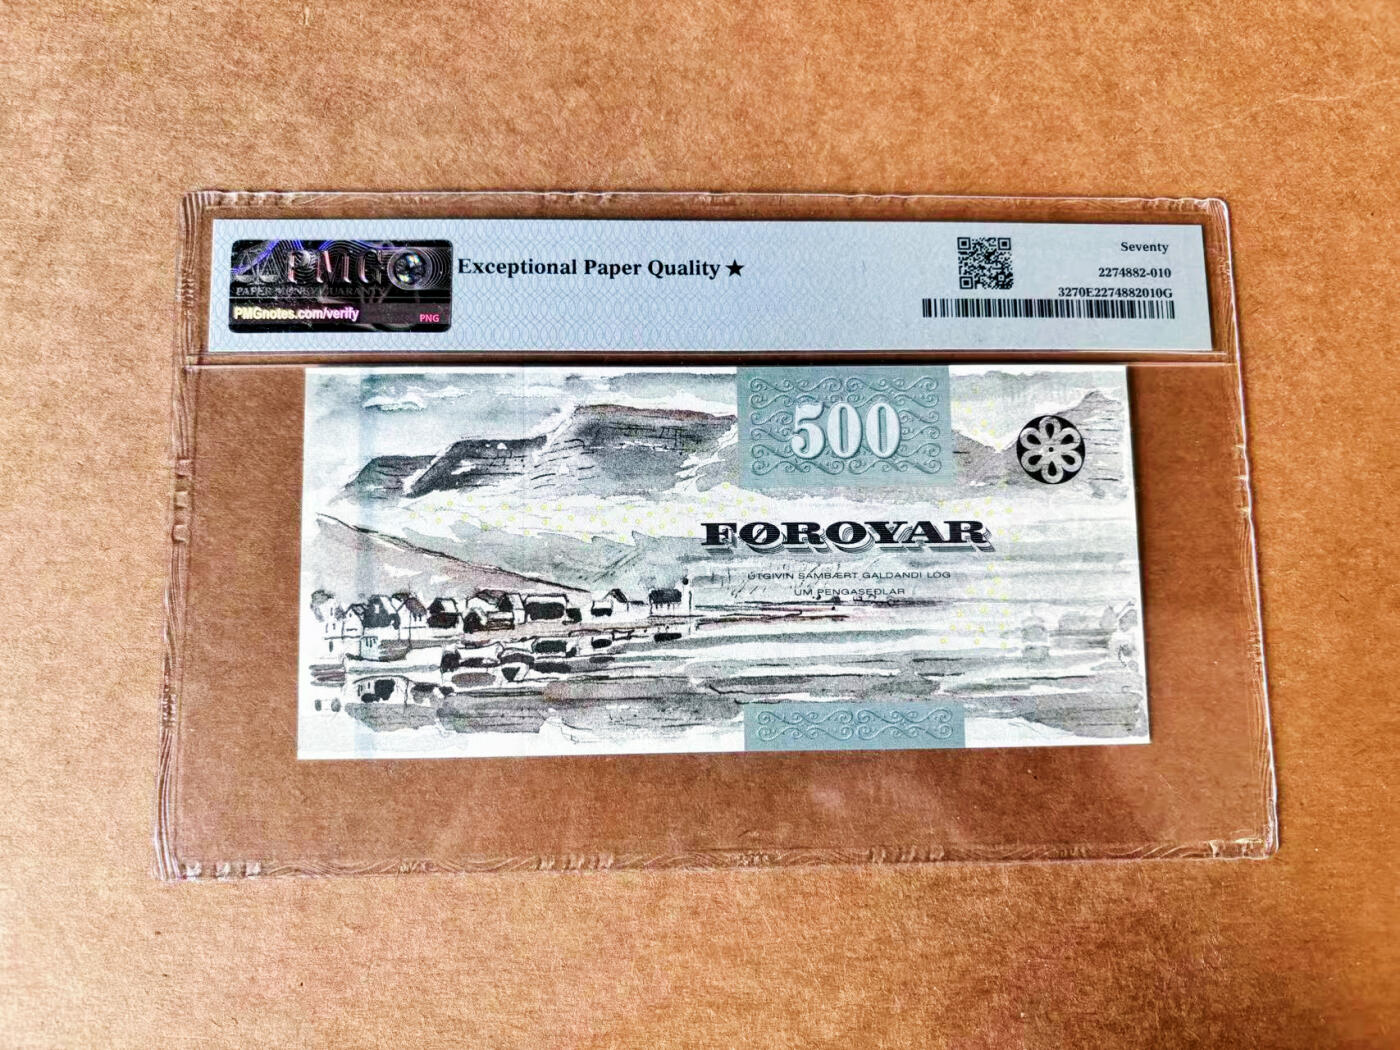 PMG
PAPER MONEY GUARANTY
PMGnotes.com/verify
PNG
Exceptional Paper Quality ★
Seventy
2274882-010
3270E2274882010G
500
FØROYAR
ÚTGIVIN SAMBÆRT GALDANDI LÓG
UM PENGASEÐLAR